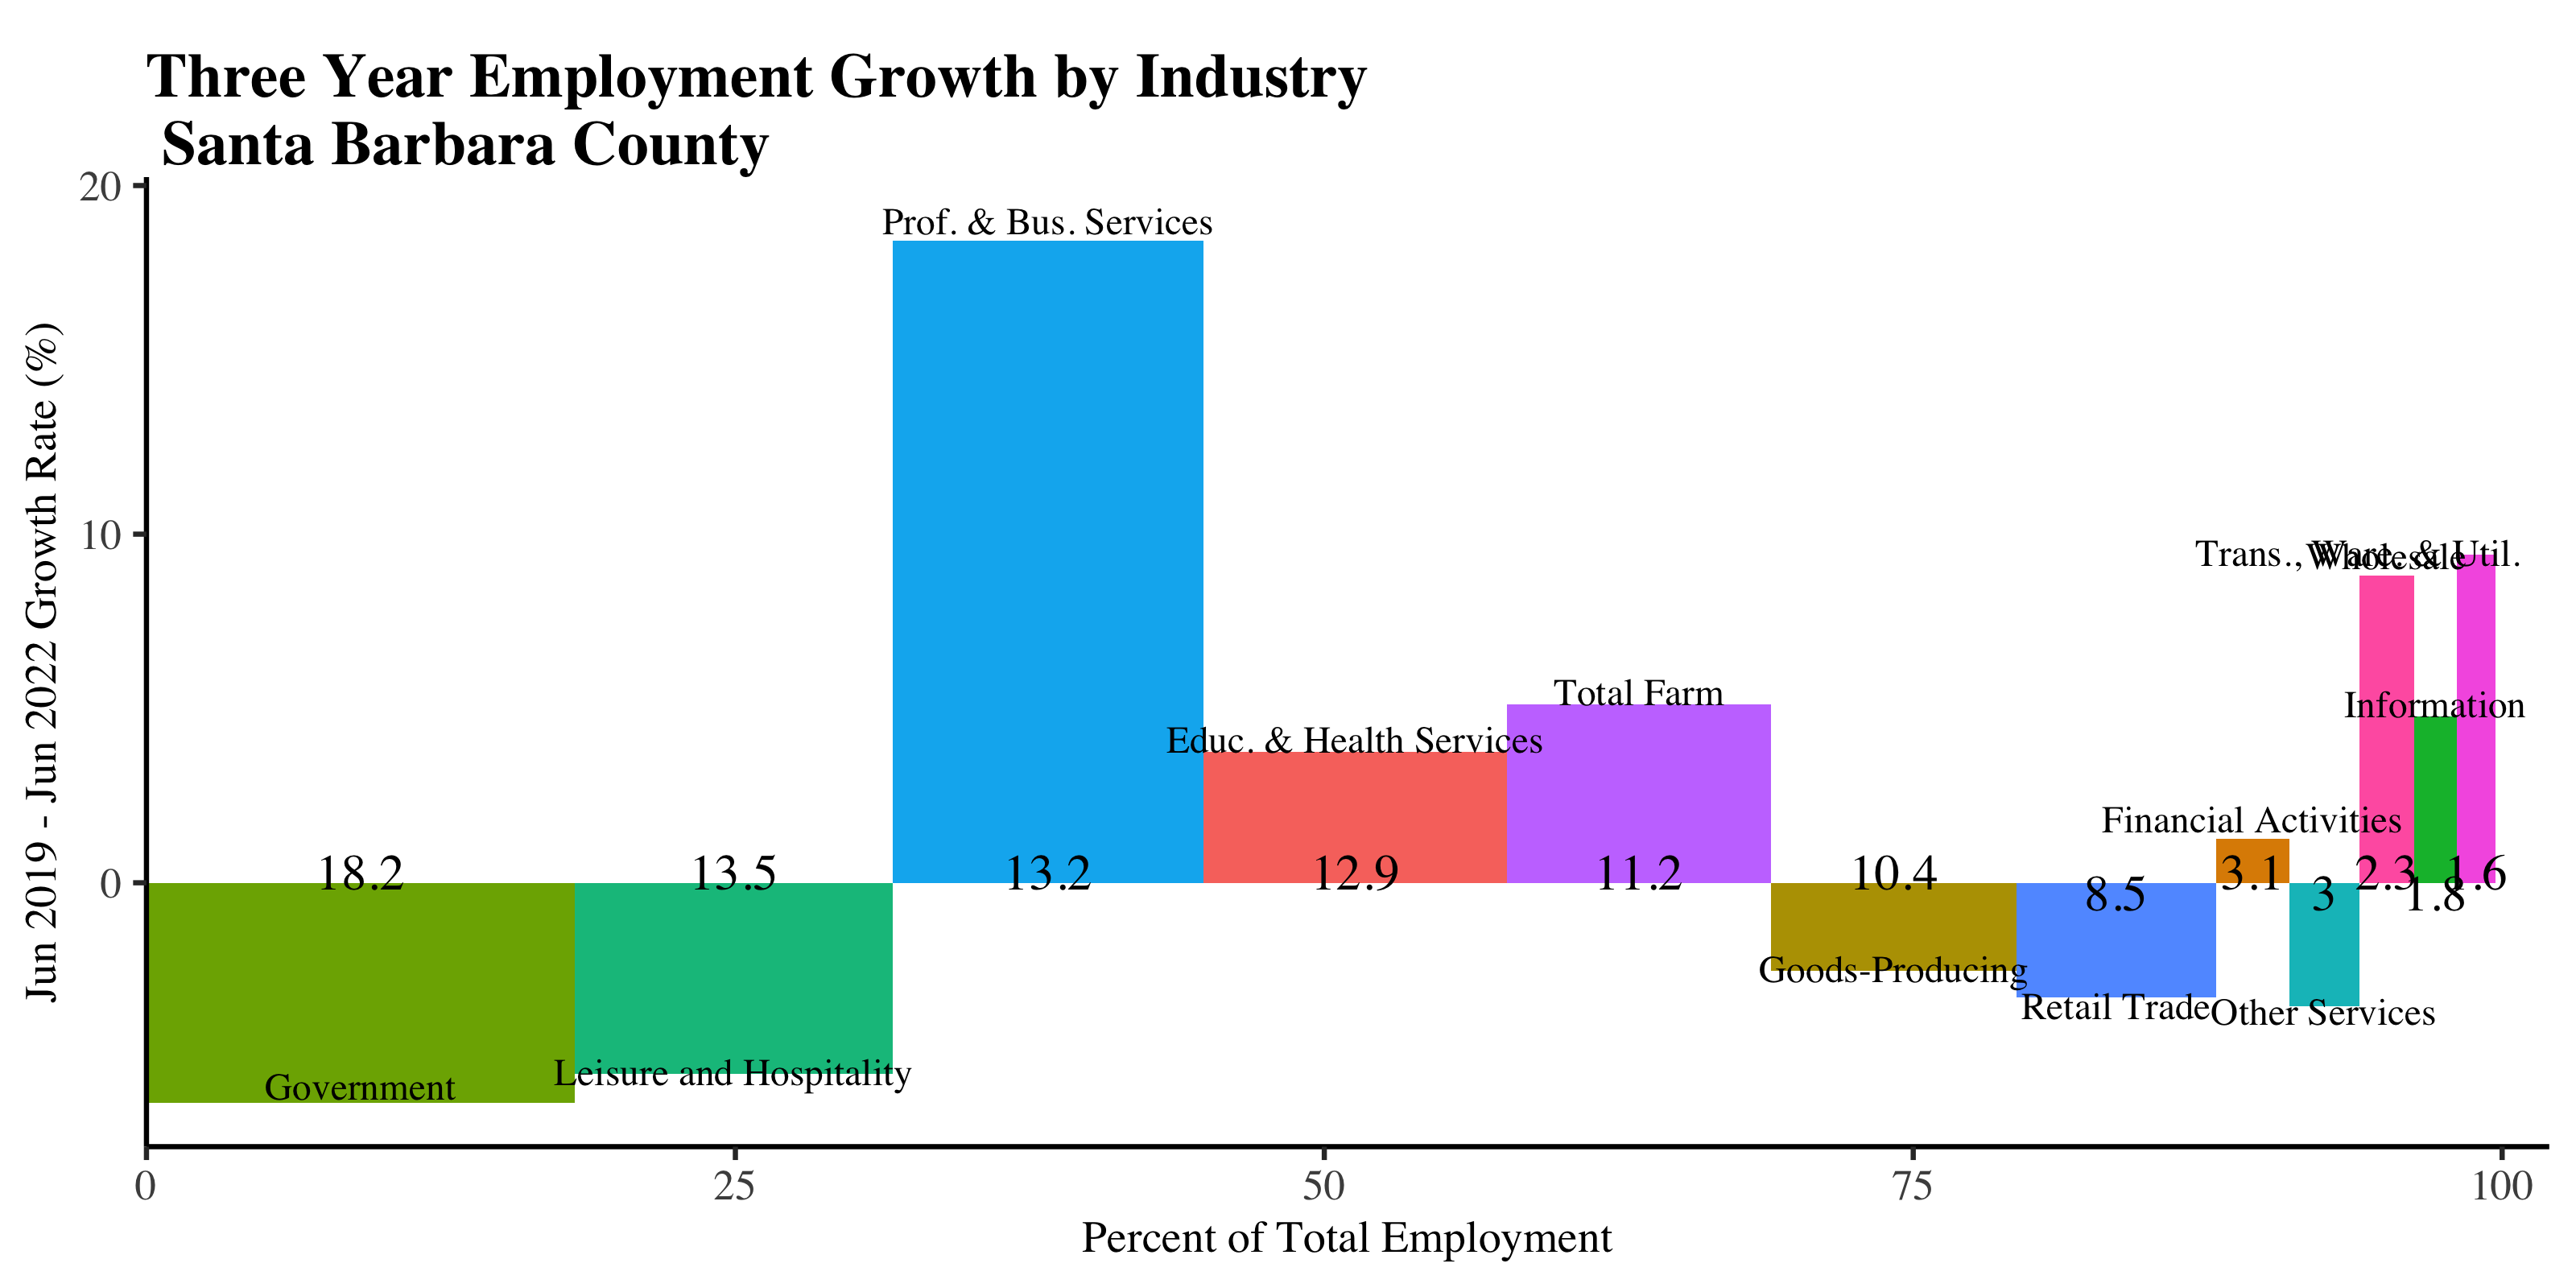 Three Year Employment Growth by Industry
Santa Barbara County
Jun 2019 - Jun 2022 Growth Rate (%)
20
10
0
Prof. & Bus. Services
Trans., Ware. & Util.
Wholesale
Total Farm
Information
Educ. & Health Services
Financial Activities
18.2
13.5
13.2
12.9
11.2
10.4
8.5
3.1
3
2.3
1.8
1.6
Goods-Producing
Retail Trade
Other Services
Leisure and Hospitality
Government
0
25
50
75
100
Percent of Total Employment